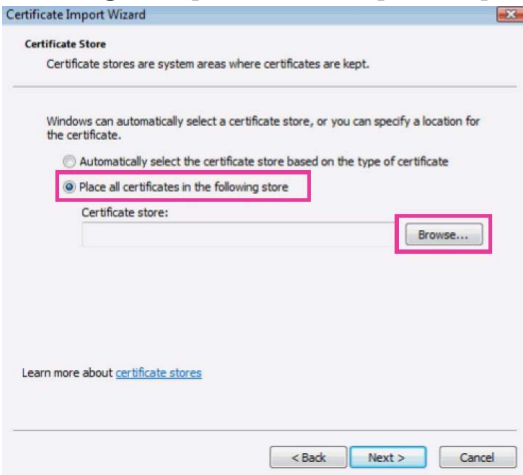 Certificate Import Wizard
Certificate Store
Certificate stores are system areas where certificates are kept.
Windows can automatically select a certificate store, or you can specify a location for
the certificate.
Automatically select the certificate store based on the type of certificate
Place all certificates in the following store
Certificate store:
Browse...
Learn more about certificate stores
< Back Next > Cancel